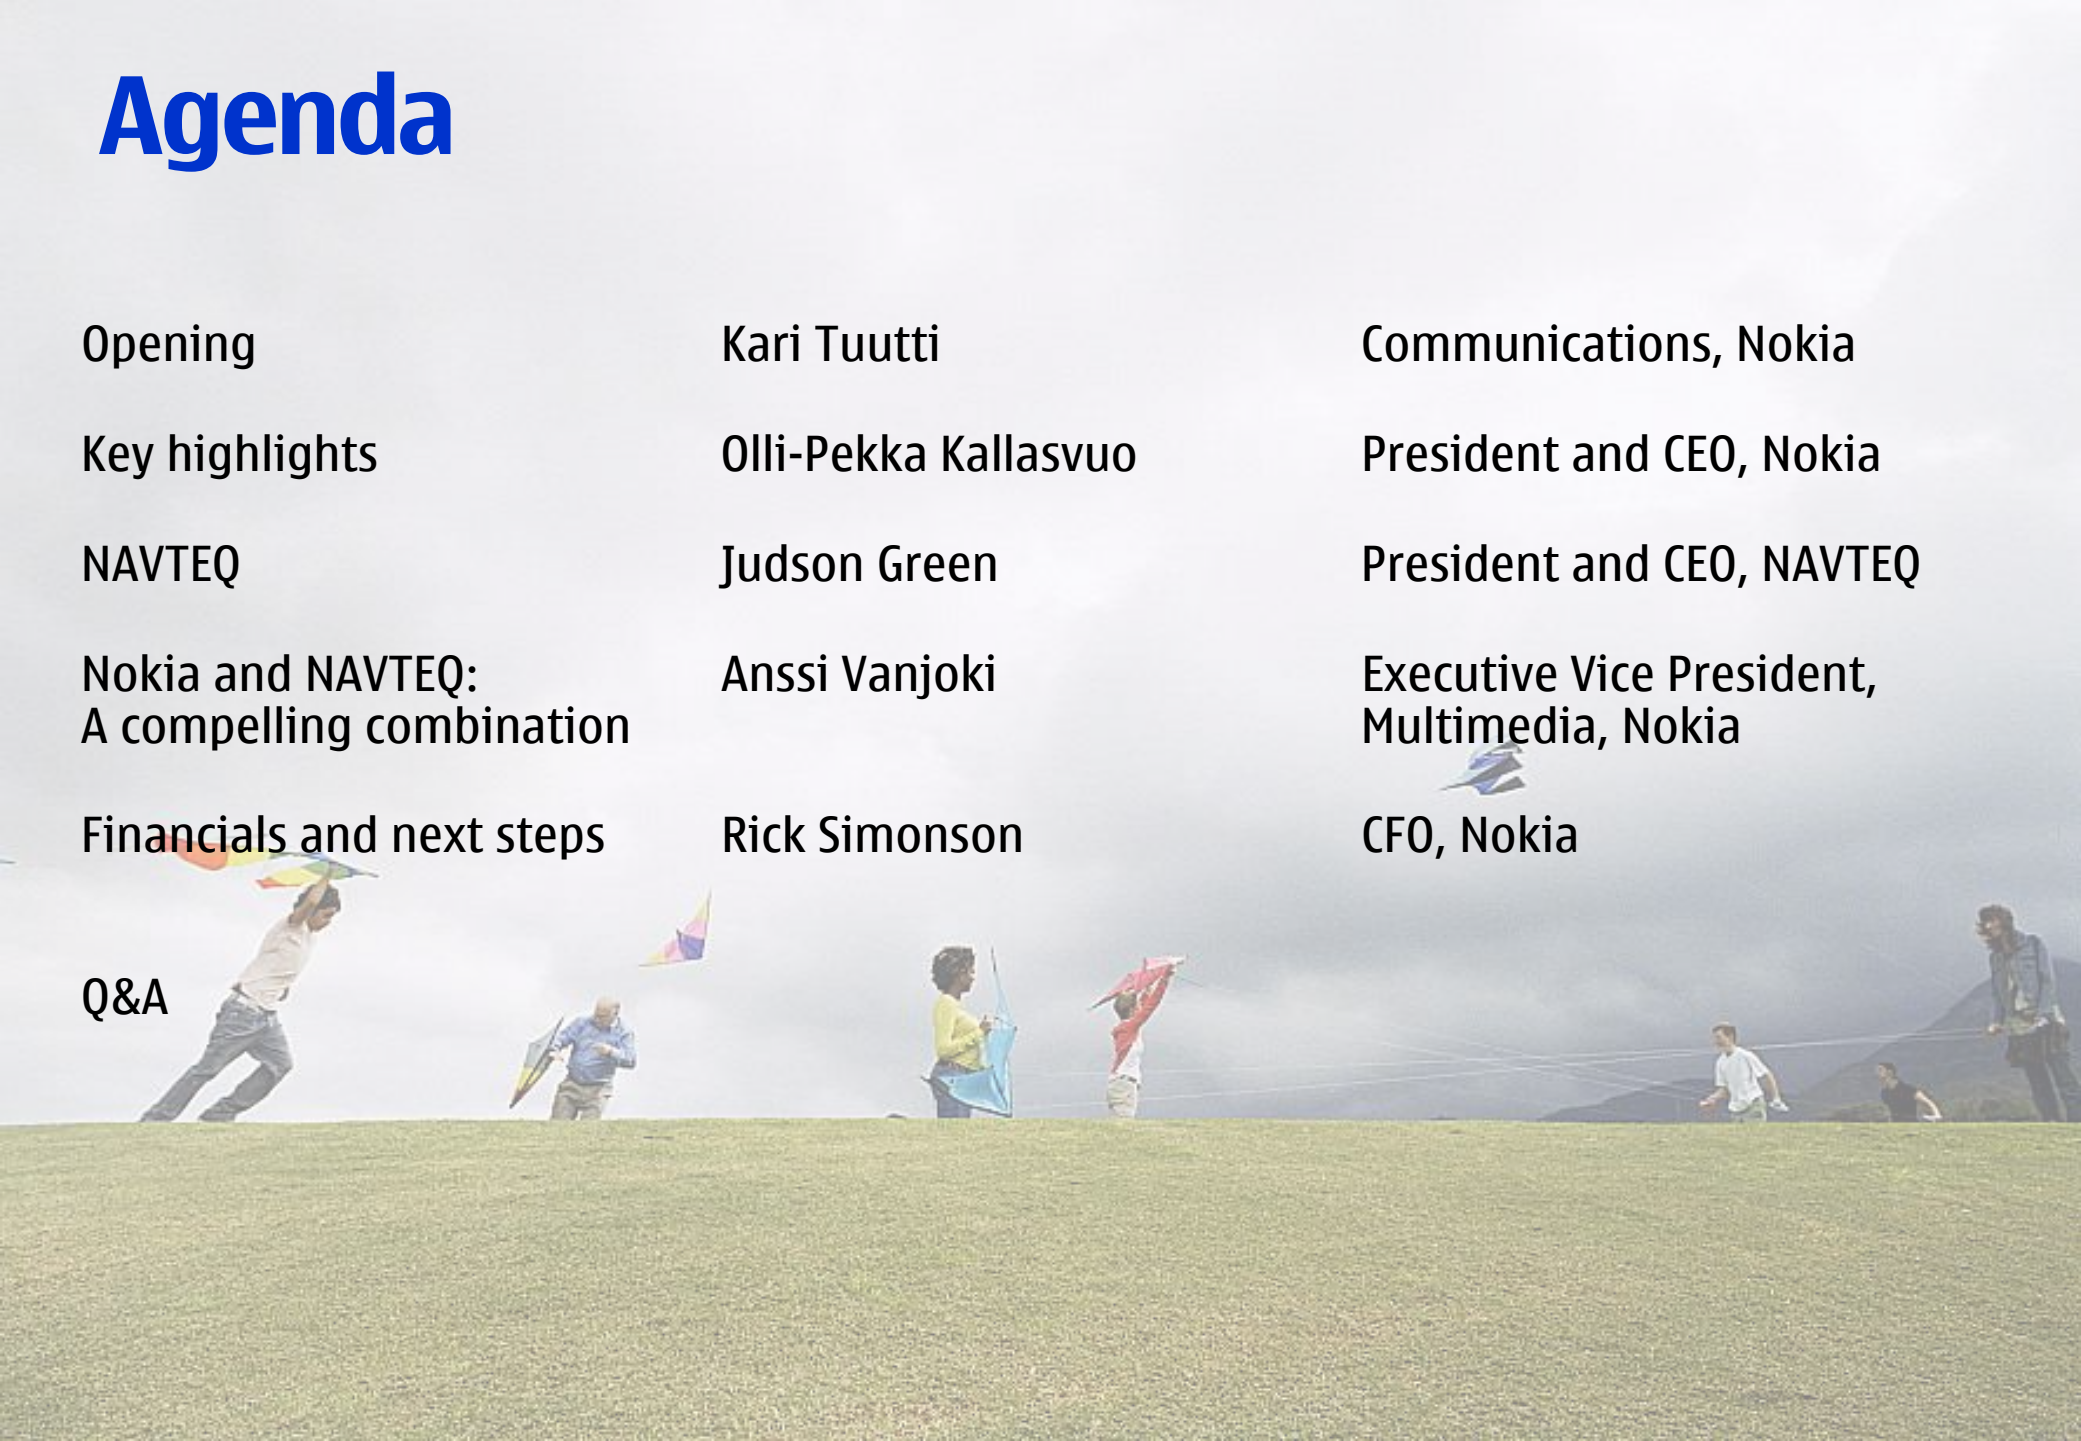 Agenda
Opening Kari Tuutti Communications, Nokia
Key highlights Olli-Pekka Kallasvuo President and CEO, Nokia
NAVTEQ Judson Green President and CEO, NAVTEQ
Nokia and NAVTEQ: Anssi Vanjoki Executive Vice President,
A compelling combination Multimedia, Nokia
Financials and next steps Rick Simonson CFO, Nokia
Q&A